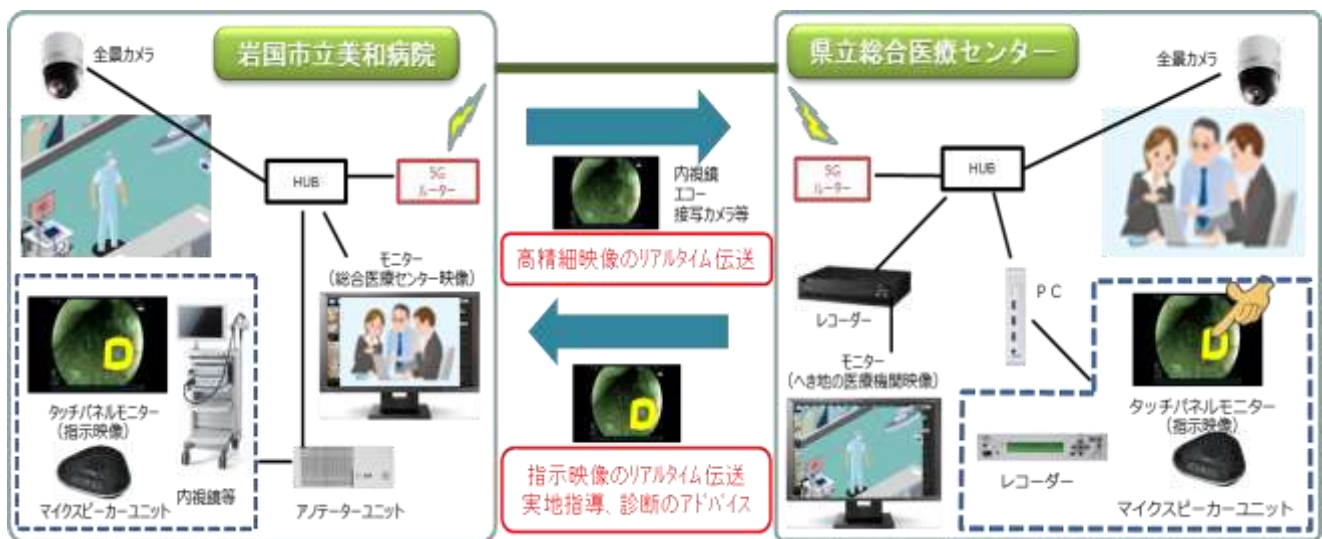 岩国市立美和病院
全景カメラ
HUB
5G
ルーター
モニター
(総合医療センター映像)
タッチパネルモニター
(指示映像)
マイクスピーカーユニット
内視鏡等
アノテーターユニット
内視鏡
エコー
接写カメラ等
高精細映像のリアルタイム伝送
指示映像のリアルタイム伝送
実地指導、診断のアドバイス
県立総合医療センター
全景カメラ
5G
ルーター
HUB
レコーダー
PC
モニター
(へき地の医療機関映像)
タッチパネルモニター
(指示映像)
レコーダー
マイクスピーカーユニット